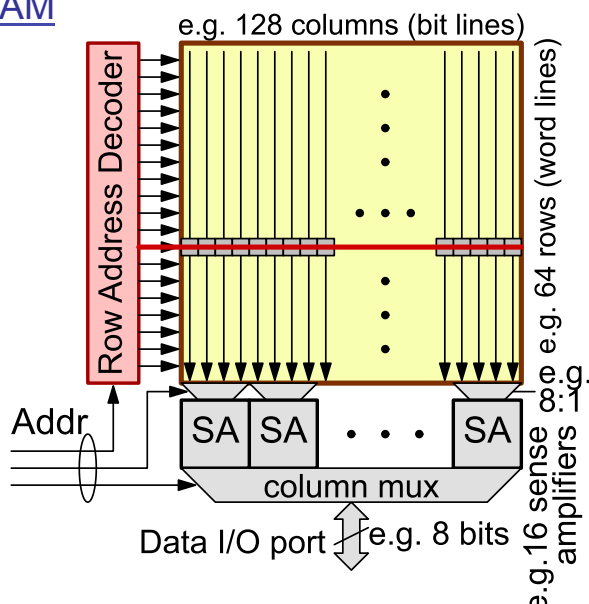 AM
e.g. 128 columns (bit lines)
Row Address Decoder
e.g. 64 rows (word lines)
e.g.
8:1
Addr
SA
SA
SA
e.g.16 sense
amplifiers
column mux
Data I/O port
e.g. 8 bits